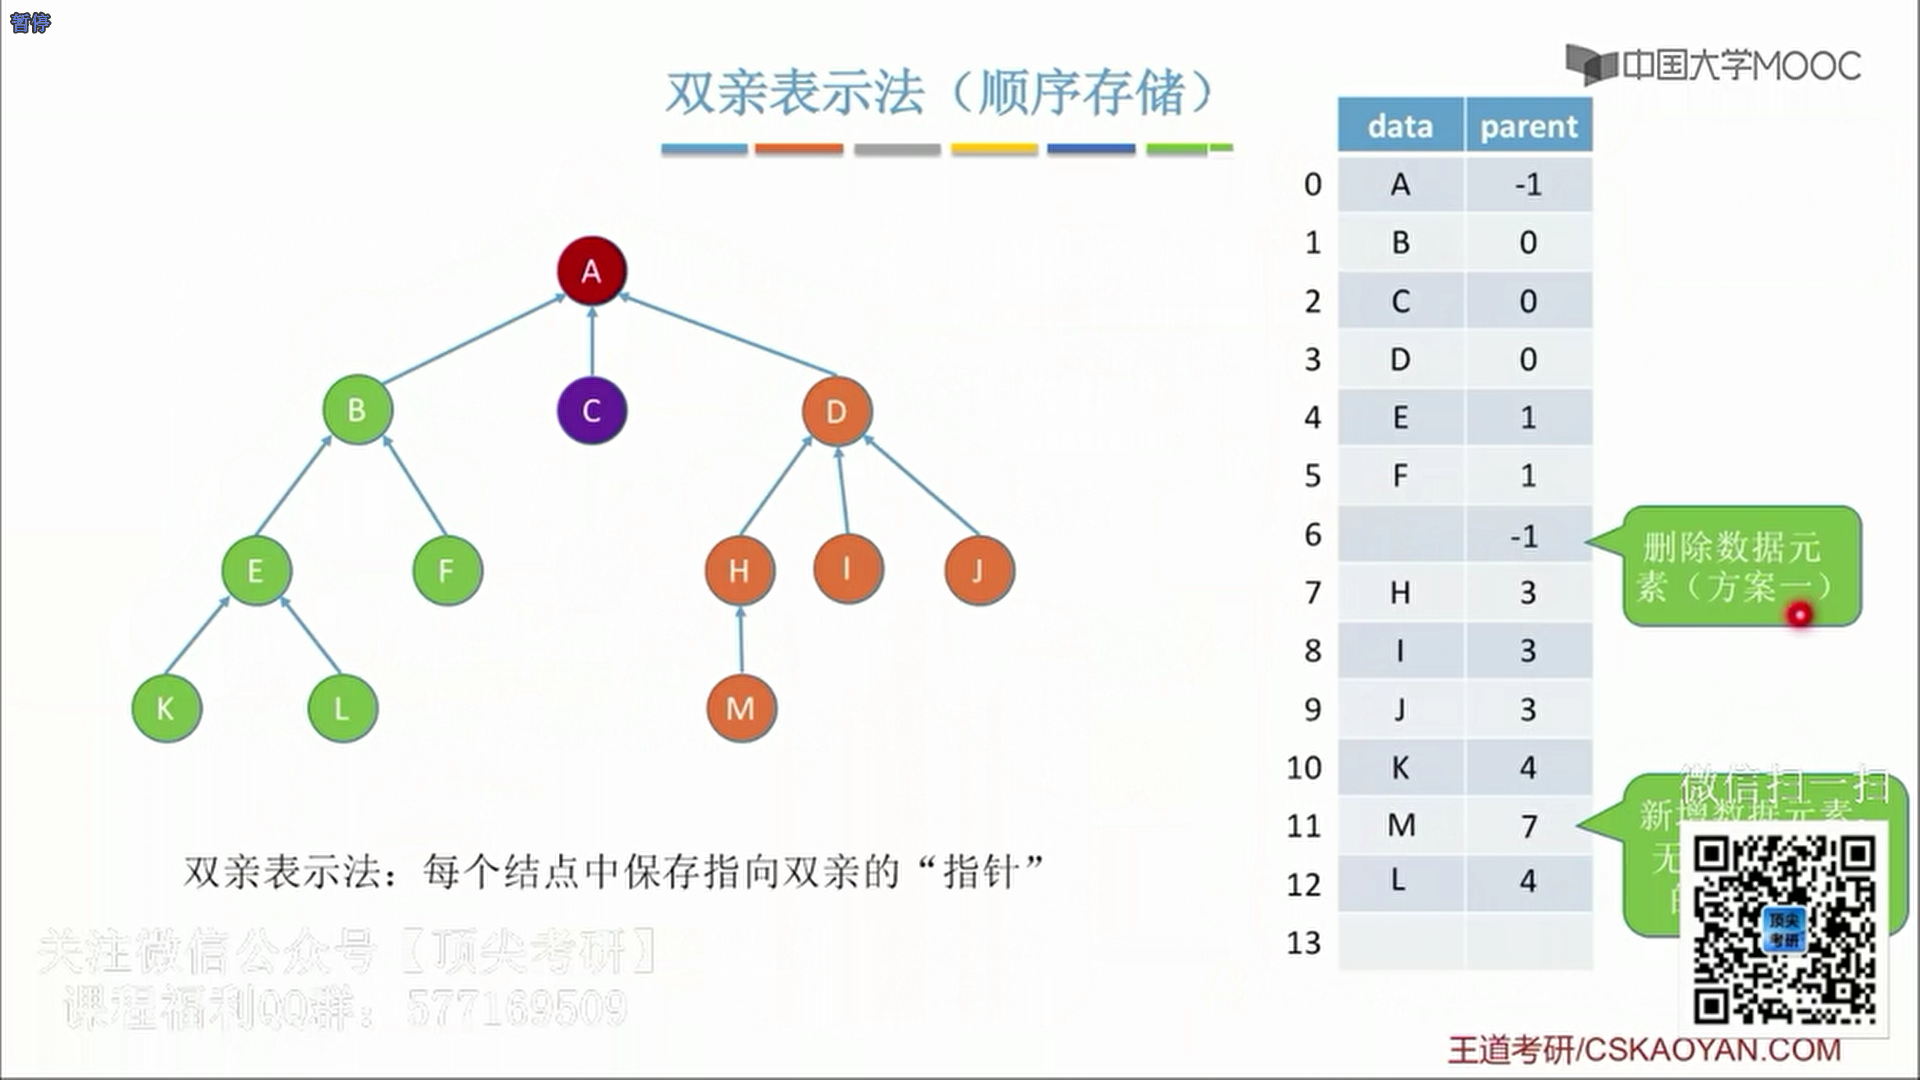 暂停
中国大学MOOC
双亲表示法（顺序存储）
data parent
0 A -1
1 B 0
2 C 0
3 D 0
4 E 1
5 F 1
6 -1
7 H 3
8 I 3
9 J 3
10 K 4
11 M 7
12 L 4
13
A
B C D
E F H I J
K L M
删除数据元
素（方案一）
微信扫一扫
新增数据元素，
无
的
顶尖
考研
双亲表示法：每个结点中保存指向双亲的“指针”
关注微信公众号【顶尖考研】
课程福利QQ群：577169509
王道考研/CSKAOYAN.COM